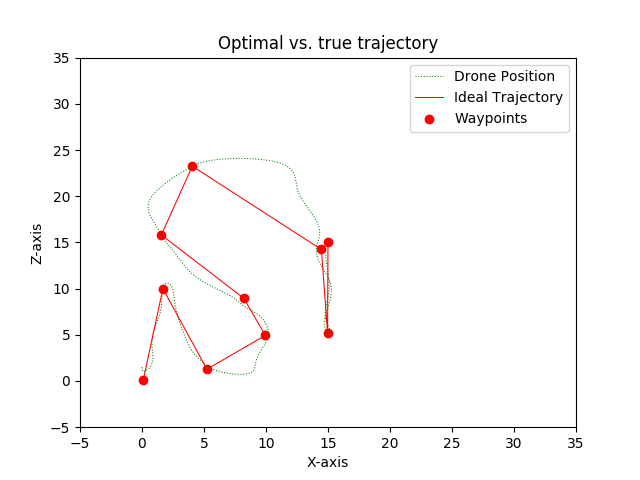 Optimal vs. true trajectory
Drone Position
Ideal Trajectory
Waypoints
Z-axis
35
30
25
20
15
10
5
0
−5
−5 0 5 10 15 20 25 30 35
X-axis